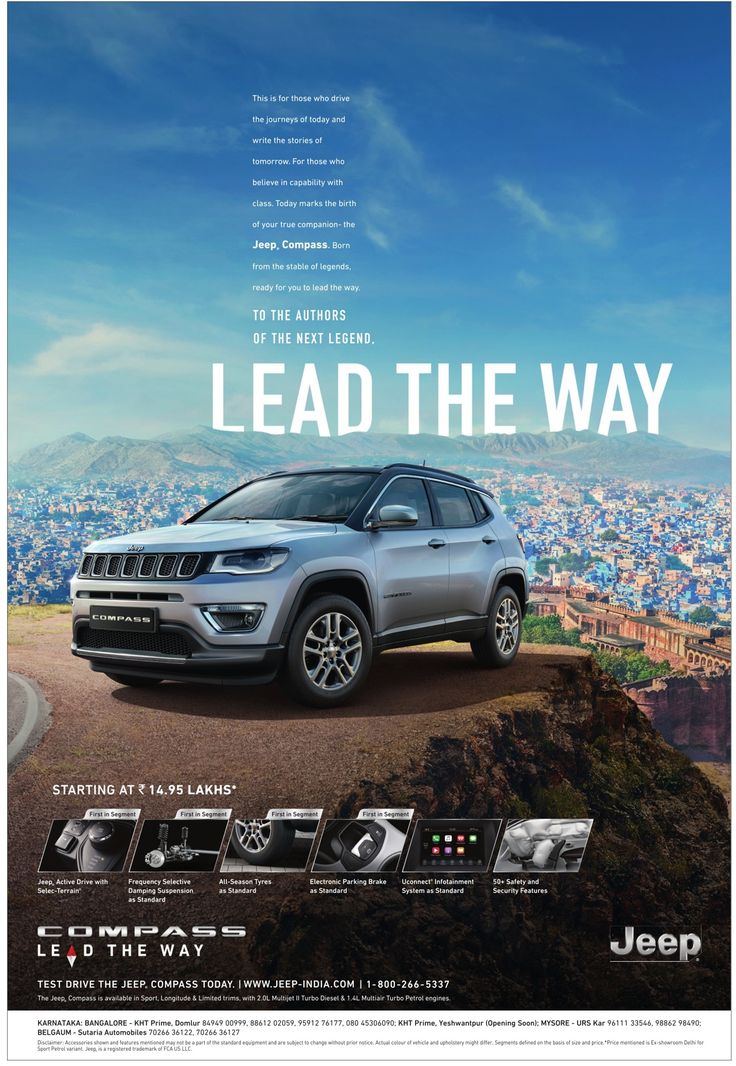 This is for those who drive
the journeys of today and
write the stories of
tomorrow. For those who
believe in capability with
class. Today marks the birth
of your true companion- the
Jeep® Compass. Born
from the stable of legends,
ready for you to lead the way.
TO THE AUTHORS
OF THE NEXT LEGEND,
LEAD THE WAY
Jeep
COMPASS
STARTING AT ₹ 14.95 LAKHS*
First in Segment
First in Segment
First in Segment
First in Segment
Jeep® Active Drive with
Selec-Terrain®
Frequency Selective
Damping Suspension
as Standard
All-Season Tyres
as Standard
Electronic Parking Brake
as Standard
Uconnect® Infotainment
System as Standard
50+ Safety and
Security Features
COMPASS
LEAD THE WAY
Jeep®
TEST DRIVE THE JEEP® COMPASS TODAY. | WWW.JEEP-INDIA.COM | 1-800-266-5337
The Jeep® Compass is available in Sport, Longitude & Limited trims, with 2.0L Multijet II Turbo Diesel & 1.4L Multiair Turbo Petrol engines.
KARNATAKA: BANGALORE - KHT Prime, Domlur 84949 00999, 88612 02059, 95912 76177, 080 45306090; KHT Prime, Yeshwantpur (Opening Soon); MYSORE - URS Kar 96111 33546, 98862 98490;
BELGAUM - Sutaria Automobiles 70266 36122, 70266 36127
Disclaimer: Accessories shown and features mentioned may not be a part of the standard equipment and are subject to change without prior notice. Actual colour of vehicle and upholstery might differ. Segments defined on the basis of size and price.*Price mentioned is Ex-showroom Delhi for
Sport Petrol variant. Jeep® is a registered trademark of FCA US LLC.